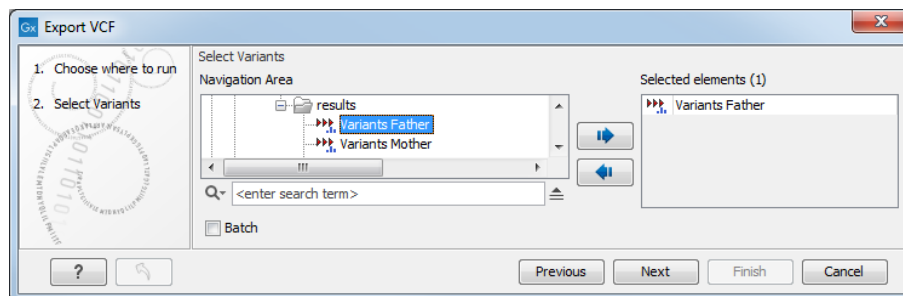 Gx Export VCF
1. Choose where to run
2. Select Variants
Select Variants
Navigation Area
results
Variants Father
Variants Mother
<enter search term>
Batch
Selected elements (1)
Variants Father
?
Previous
Next
Finish
Cancel